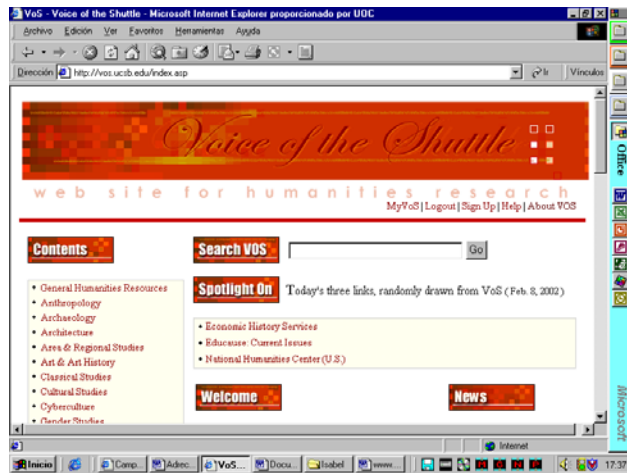 VoS - Voice of the Shuttle - Microsoft Internet Explorer proporcionado por UOC
Archivo Edición Ver Favoritos Herramientas Ayuda
Dirección http://vos.ucsb.edu/index.asp Ir Vínculos
Voice of the Shuttle
web site for humanities research
MyVoS | Logout | Sign Up | Help | About VOS
Contents
Search VOS Go
Spotlight On Today's three links, randomly drawn from VoS ( Feb. 8, 2002 )
• General Humanities Resources
• Anthropology
• Archaeology
• Architecture
• Area & Regional Studies
• Art & Art History
• Classical Studies
• Cultural Studies
• Cyberculture
• Gender Studies
• Economic History Services
• Educause: Current Issues
• National Humanities Center (U.S.)
Welcome News
Internet
Inicio Camp... Adrec... VoS... Docu... Isabel www... 17:37
Office
Microsoft